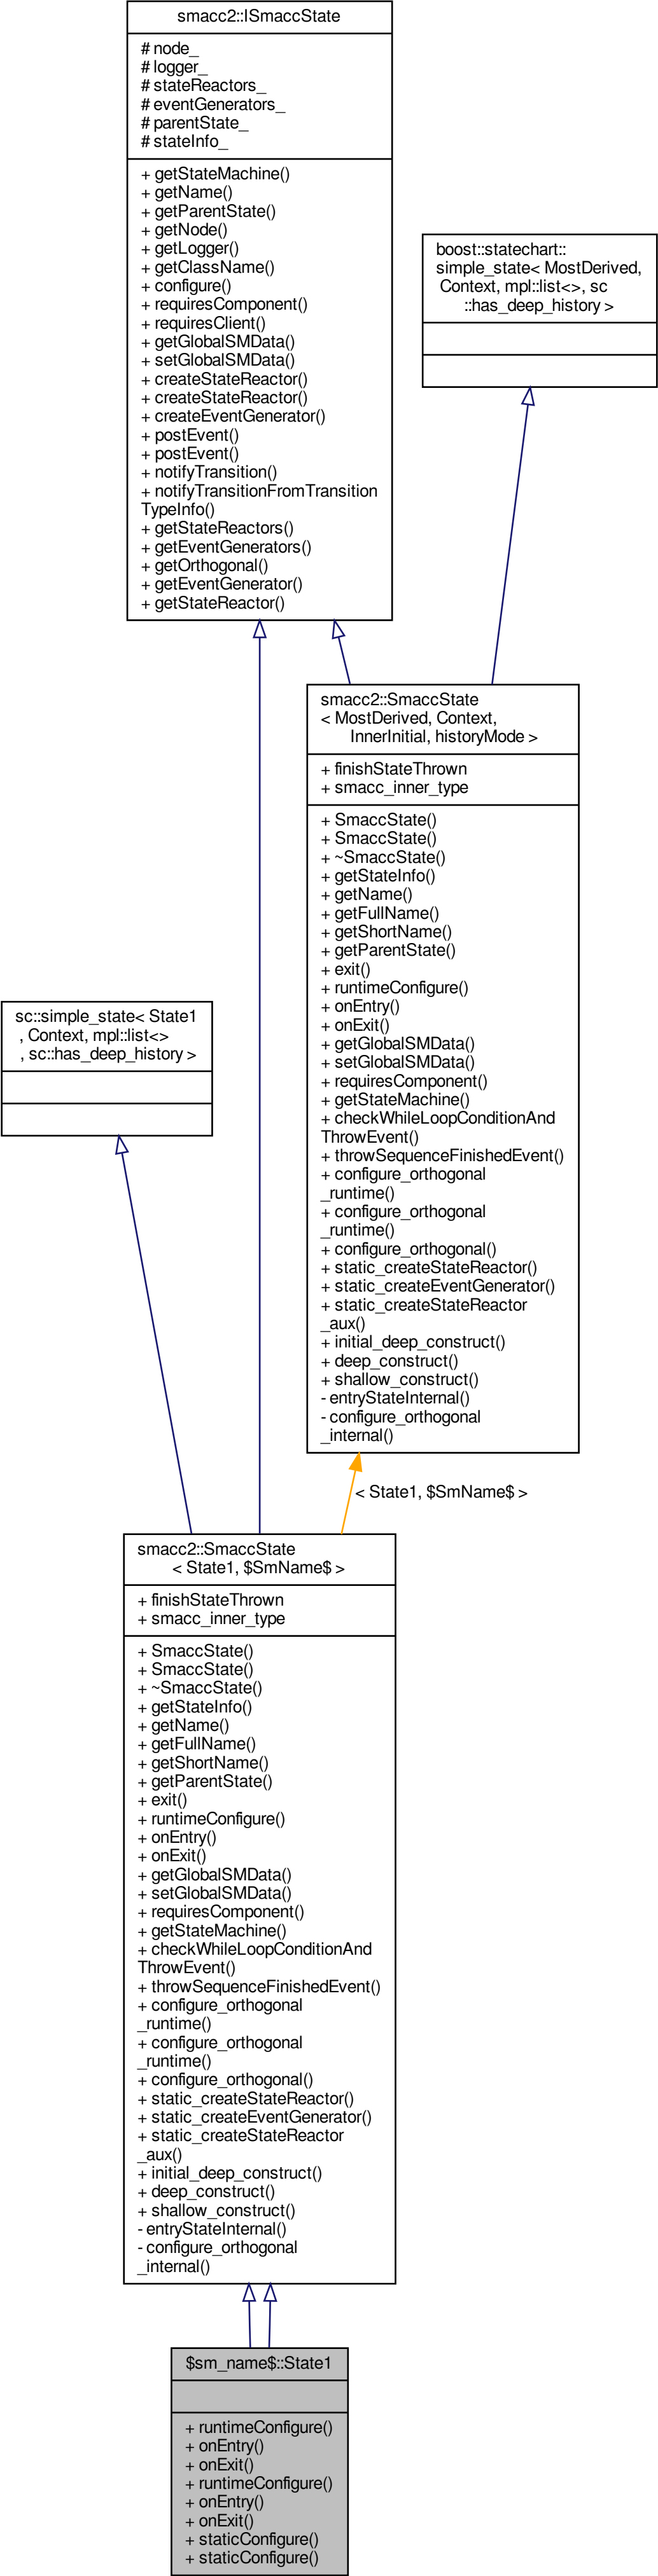 smacc2::ISmaccState
# node_
# logger_
# stateReactors_
# eventGenerators_
# parentState_
# stateInfo_
+ getStateMachine()
+ getName()
+ getParentState()
+ getNode()
+ getLogger()
+ getClassName()
+ configure()
+ requiresComponent()
+ requiresClient()
+ getGlobalSMData()
+ setGlobalSMData()
+ createStateReactor()
+ createStateReactor()
+ createEventGenerator()
+ postEvent()
+ postEvent()
+ notifyTransition()
+ notifyTransitionFromTransition
TypeInfo()
+ getStateReactors()
+ getEventGenerators()
+ getOrthogonal()
+ getEventGenerator()
+ getStateReactor()
boost::statechart::
simple_state< MostDerived,
Context, mpl::list<>, sc
::has_deep_history >
smacc2::SmaccState
< MostDerived, Context,
InnerInitial, historyMode >
+ finishStateThrown
+ smacc_inner_type
+ SmaccState()
+ SmaccState()
+ ~SmaccState()
+ getStateInfo()
+ getName()
+ getFullName()
+ getShortName()
+ getParentState()
+ exit()
+ runtimeConfigure()
+ onEntry()
+ onExit()
+ getGlobalSMData()
+ setGlobalSMData()
+ requiresComponent()
+ getStateMachine()
+ checkWhileLoopConditionAnd
ThrowEvent()
+ throwSequenceFinishedEvent()
+ configure_orthogonal
_runtime()
+ configure_orthogonal
_runtime()
+ configure_orthogonal()
+ static_createStateReactor()
+ static_createEventGenerator()
+ static_createStateReactor
_aux()
+ initial_deep_construct()
+ deep_construct()
+ shallow_construct()
- entryStateInternal()
- configure_orthogonal
_internal()
sc::simple_state< State1
, Context, mpl::list<>
, sc::has_deep_history >
< State1, $SmName$ >
smacc2::SmaccState
< State1, $SmName$ >
+ finishStateThrown
+ smacc_inner_type
+ SmaccState()
+ SmaccState()
+ ~SmaccState()
+ getStateInfo()
+ getName()
+ getFullName()
+ getShortName()
+ getParentState()
+ exit()
+ runtimeConfigure()
+ onEntry()
+ onExit()
+ getGlobalSMData()
+ setGlobalSMData()
+ requiresComponent()
+ getStateMachine()
+ checkWhileLoopConditionAnd
ThrowEvent()
+ throwSequenceFinishedEvent()
+ configure_orthogonal
_runtime()
+ configure_orthogonal
_runtime()
+ configure_orthogonal()
+ static_createStateReactor()
+ static_createEventGenerator()
+ static_createStateReactor
_aux()
+ initial_deep_construct()
+ deep_construct()
+ shallow_construct()
- entryStateInternal()
- configure_orthogonal
_internal()
$sm_name$::State1
+ runtimeConfigure()
+ onEntry()
+ onExit()
+ runtimeConfigure()
+ onEntry()
+ onExit()
+ staticConfigure()
+ staticConfigure()